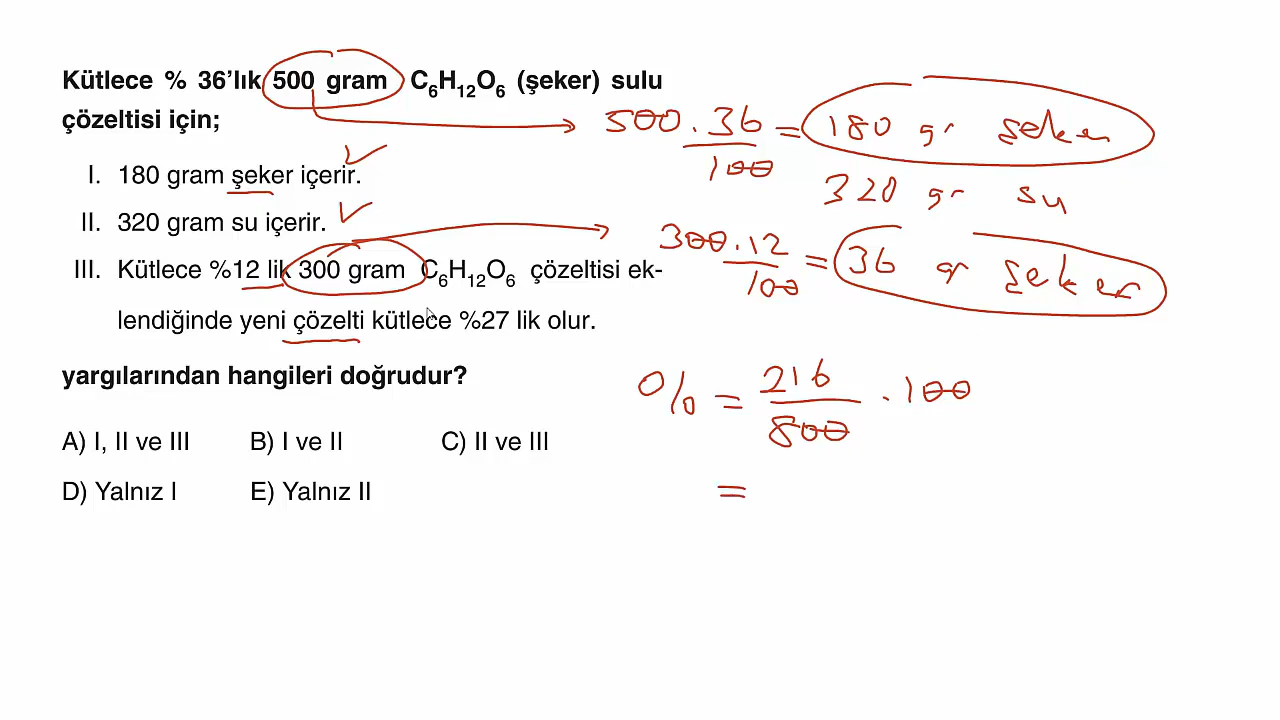 Kütlece % 36'lık 500 gram C₆H₁₂O₆ (şeker) sulu
çözeltisi için;
I. 180 gram şeker içerir.
II. 320 gram su içerir.
III. Kütlece %12 lik 300 gram C₆H₁₂O₆ çözeltisi ek-
lendiğinde yeni çözelti kütlece %27 lik olur.
yargılarından hangileri doğrudur?
A) I, II ve III B) I ve II C) II ve III
D) Yalnız I E) Yalnız II
500.36 = 180 gr şeker
100
320 gr su
300.12 = 36 gr şeker
100
% = 216 . 100
800
=